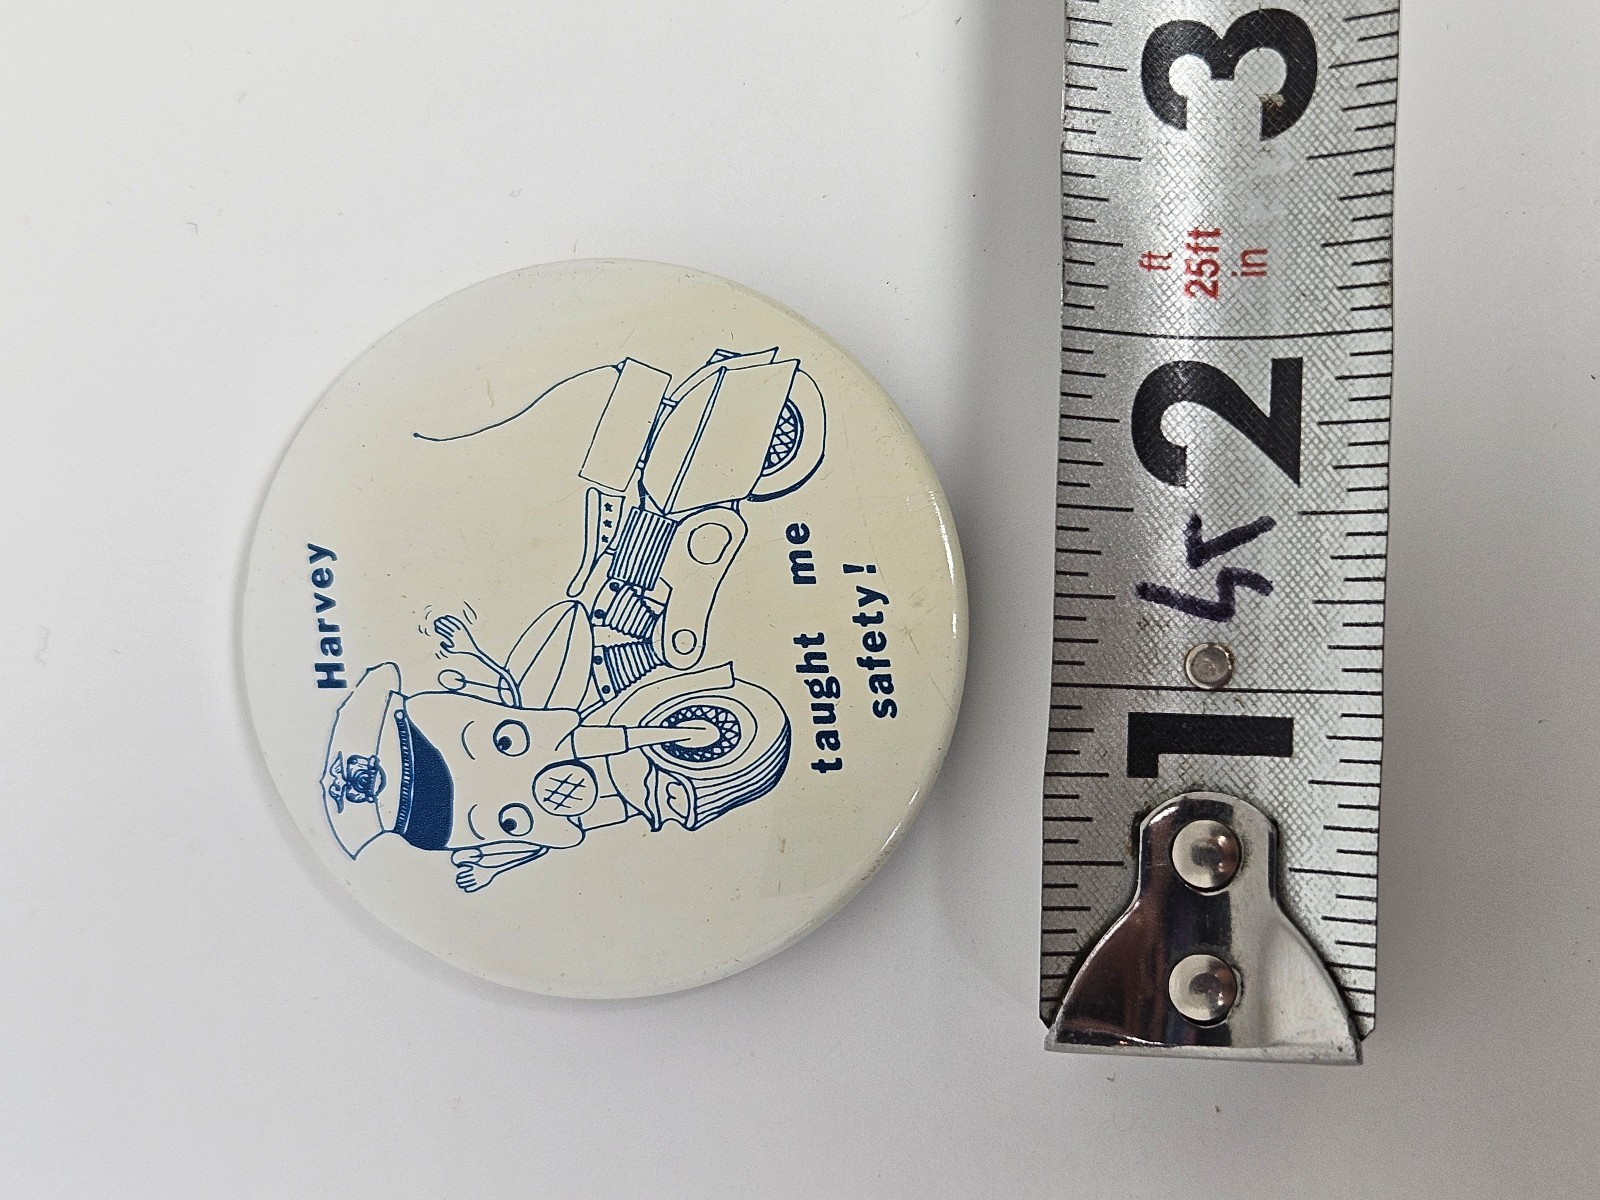 Harvey
taught me
safety!
1
2
3
ft
25ft
in